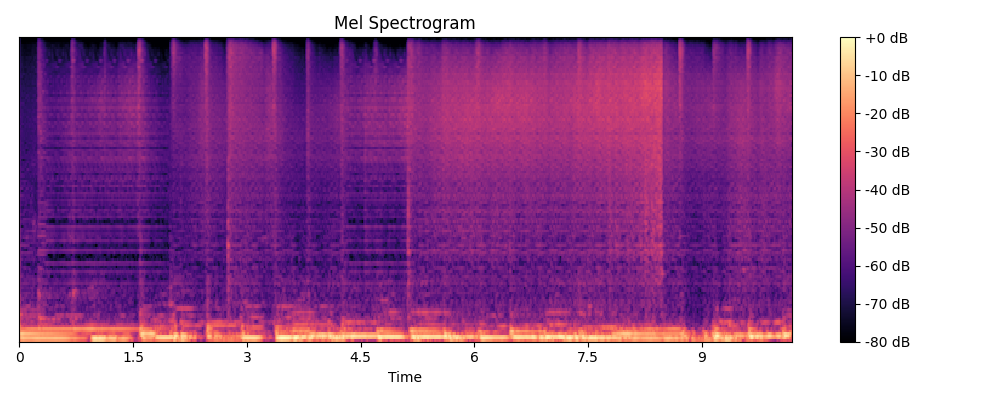 Mel Spectrogram
+0 dB
-10 dB
-20 dB
-30 dB
-40 dB
-50 dB
-60 dB
-70 dB
-80 dB
0 1.5 3 4.5 6 7.5 9
Time